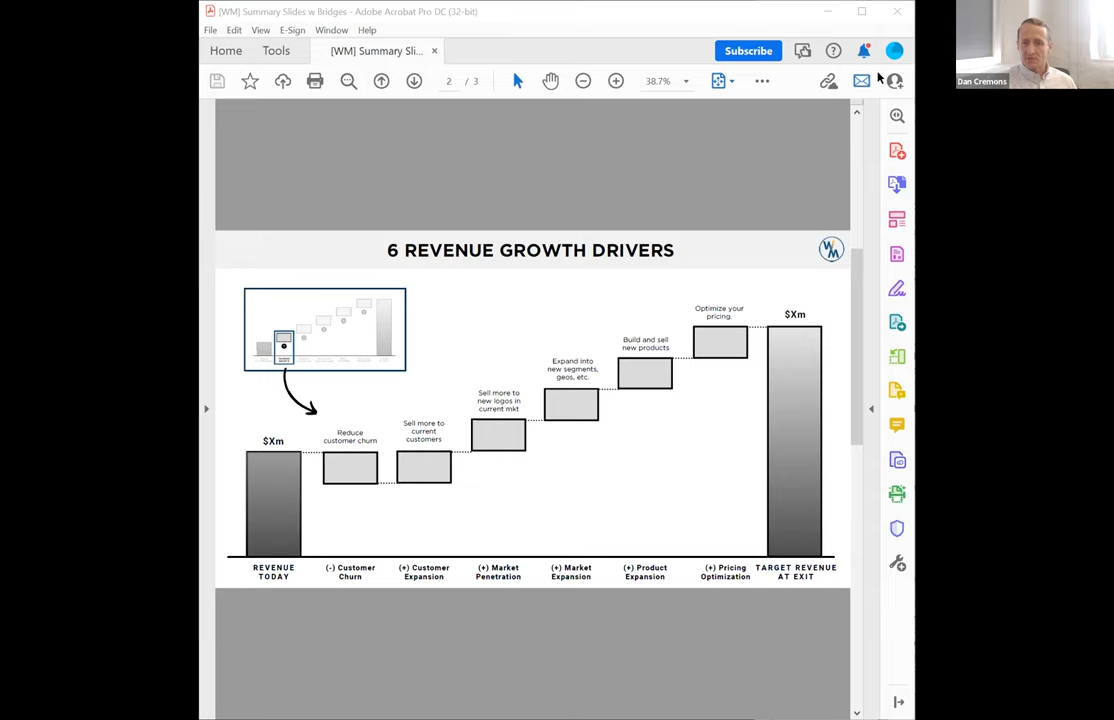 [WM] Summary Slides w Bridges - Adobe Acrobat Pro DC (32-bit)
File Edit View E-Sign Window Help
Home Tools [WM] Summary Sli... ×
Subscribe
2 / 3
38.7%
Dan Cremons
6 REVENUE GROWTH DRIVERS
WM
Optimize your
pricing.
$Xm
Build and sell
new products
Expand into
new segments,
geos, etc.
Sell more to
new logos in
current mkt
Sell more to
current
customers
Reduce
customer churn
$Xm
REVENUE
TODAY
(-) Customer
Churn
(+) Customer
Expansion
(+) Market
Penetration
(+) Market
Expansion
(+) Product
Expansion
(+) Pricing
Optimization
TARGET REVENUE
AT EXIT